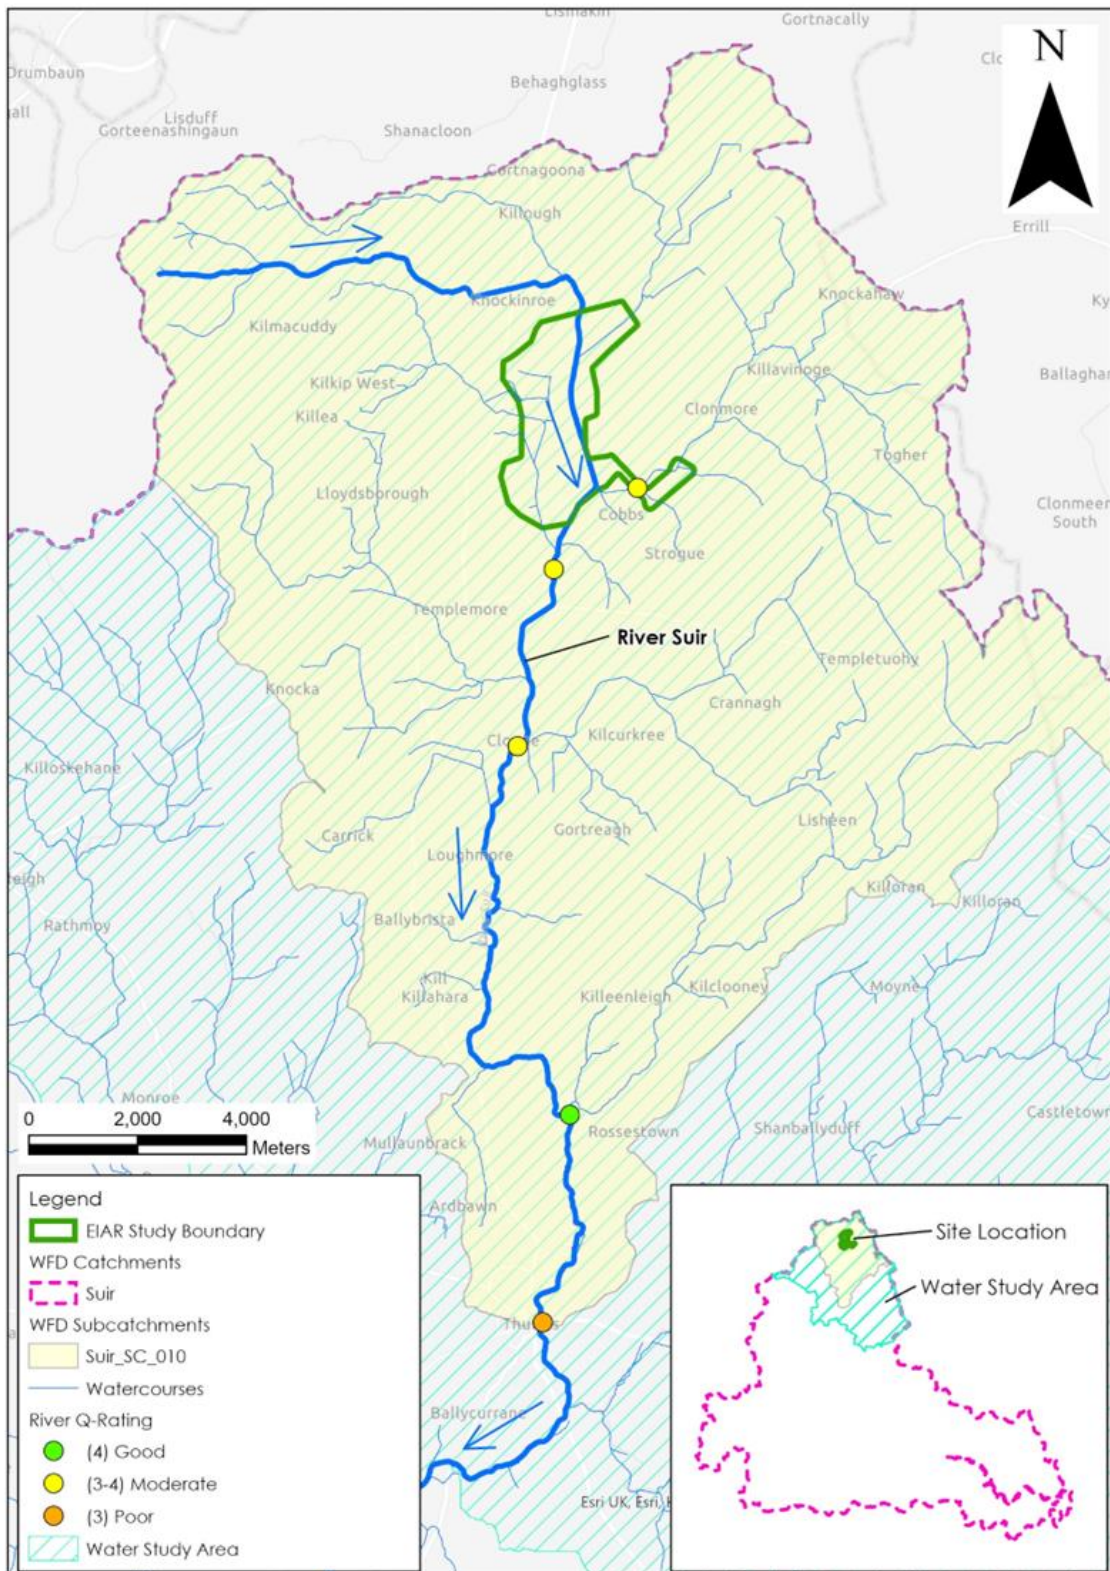 Lismakin
Gortnacally
N
Drumbaun
Behaghglass
Lisduff
Gorteenashingaun
Shanacloon
Gortnagoona
Killough
Errill
Knockinroe
Knockahaw
Kilmacuddy
Killavinoge
Kilkip West
Ballaghan
Killea
Clonmore
Togher
Lloydsborough
Clonmeen
South
Cobbs
Strogue
Templemore
River Suir
Templetuohy
Knocka
Crannagh
Kilcurkree
Killoskehane
Lisheen
Carrick
Gortreagh
Loughmore
Killoran
Killoran
Ballybrista
Rathmoy
Kill
Killahara
Killeenleigh
Kilclooney
Moyne
Monroe
0 2,000 4,000
Meters
Mullaunbrack
Rossestown
Shanballyduff
Castletown
Ardbawn
Legend
EIAR Study Boundary
WFD Catchments
Suir
WFD Subcatchments
Suir_SC_010
Watercourses
River Q-Rating
(4) Good
(3-4) Moderate
(3) Poor
Water Study Area
Ballycurrane
Esri UK, Esri,
Site Location
Water Study Area